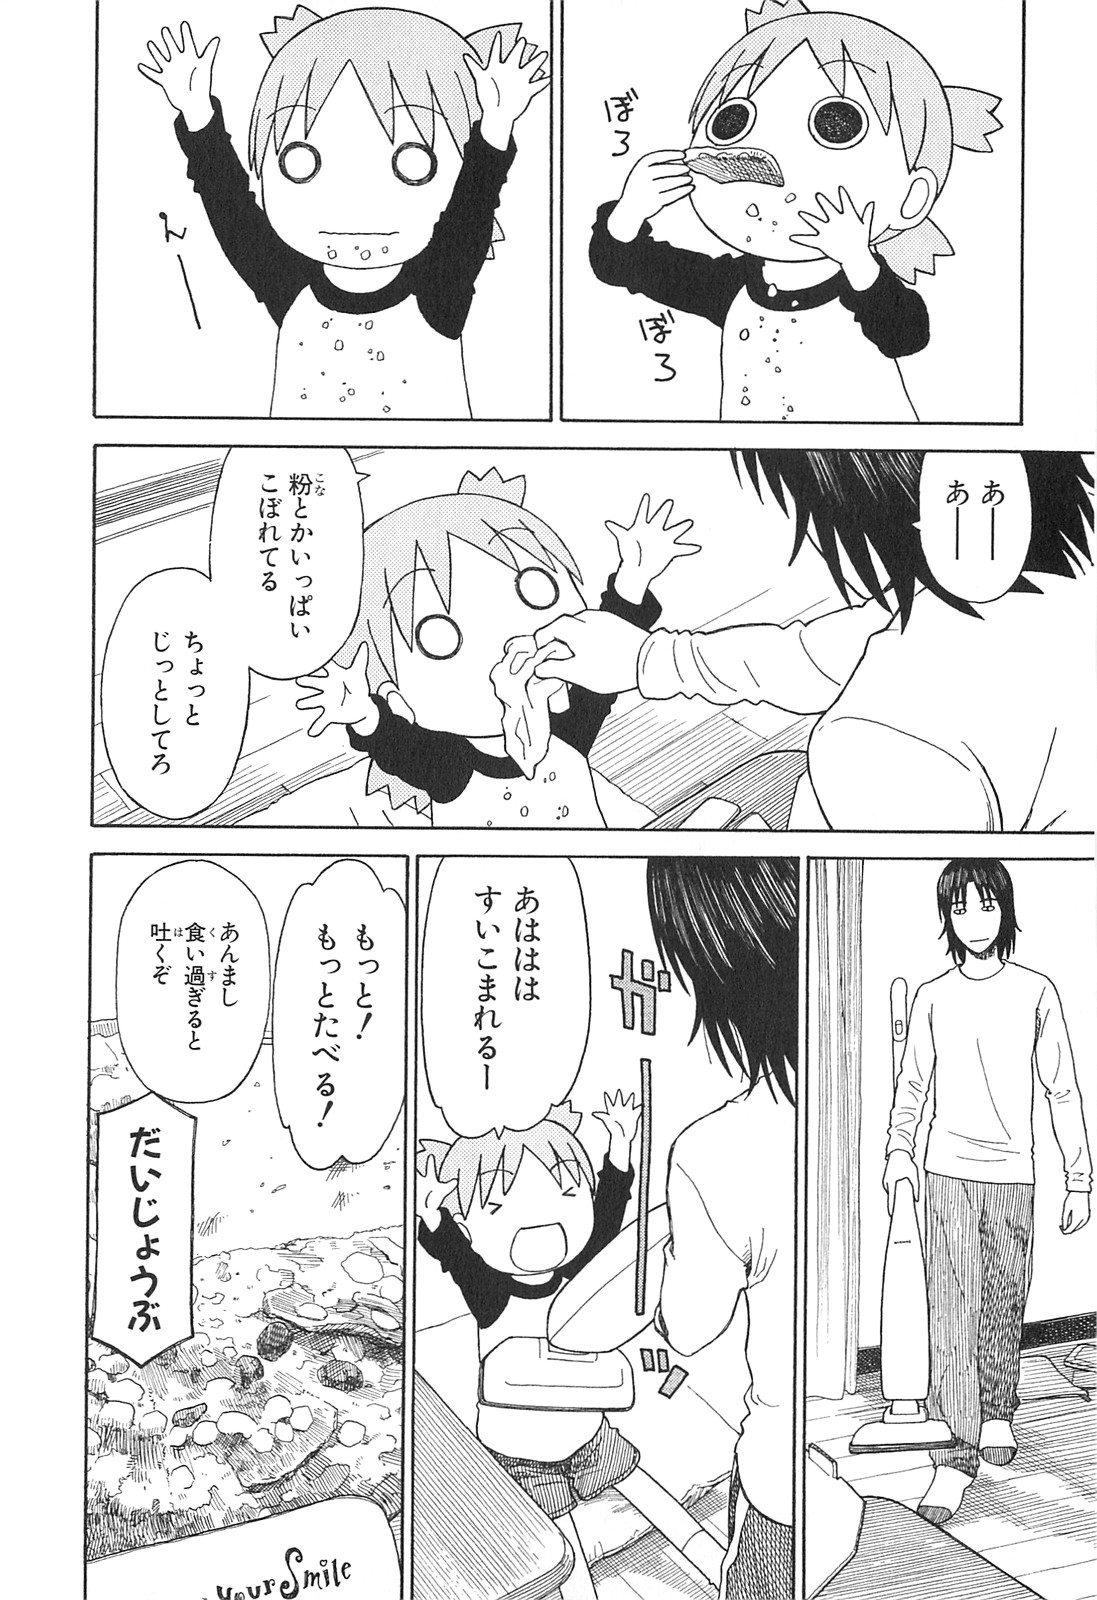 ぼろ
ぼろ
んー
あー
あー
粉とかいっぱい
こぼれてる
ちょっと
じっとしてろ
あははは
すいこまれるー
ガーッ
もっと!
もっとたべる!
あんまし
食い過ぎると
吐くぞ
だいじょうぶ
your Smile